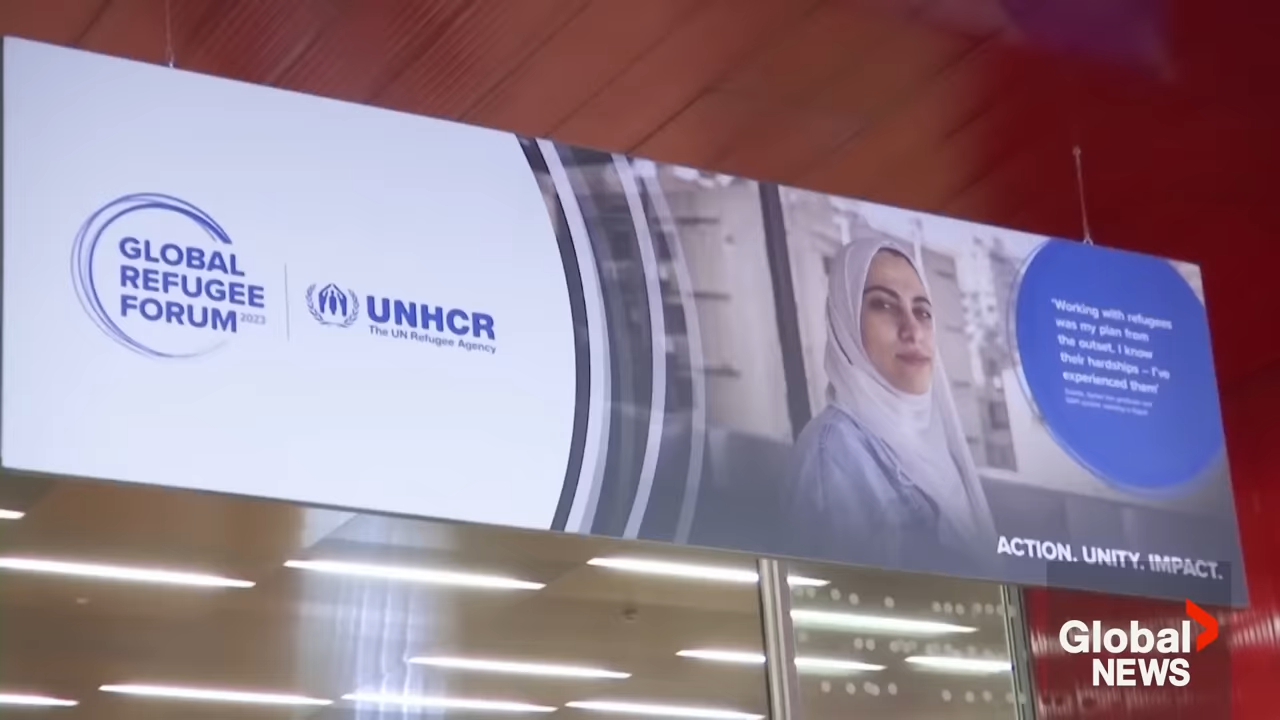 GLOBAL
REFUGEE
FORUM 2023
UNHCR
The UN Refugee Agency
'Working with refugees
was my plan from
the outset. I know
their hardships – I've
experienced them'
ACTION. UNITY. IMPACT.
Global
NEWS